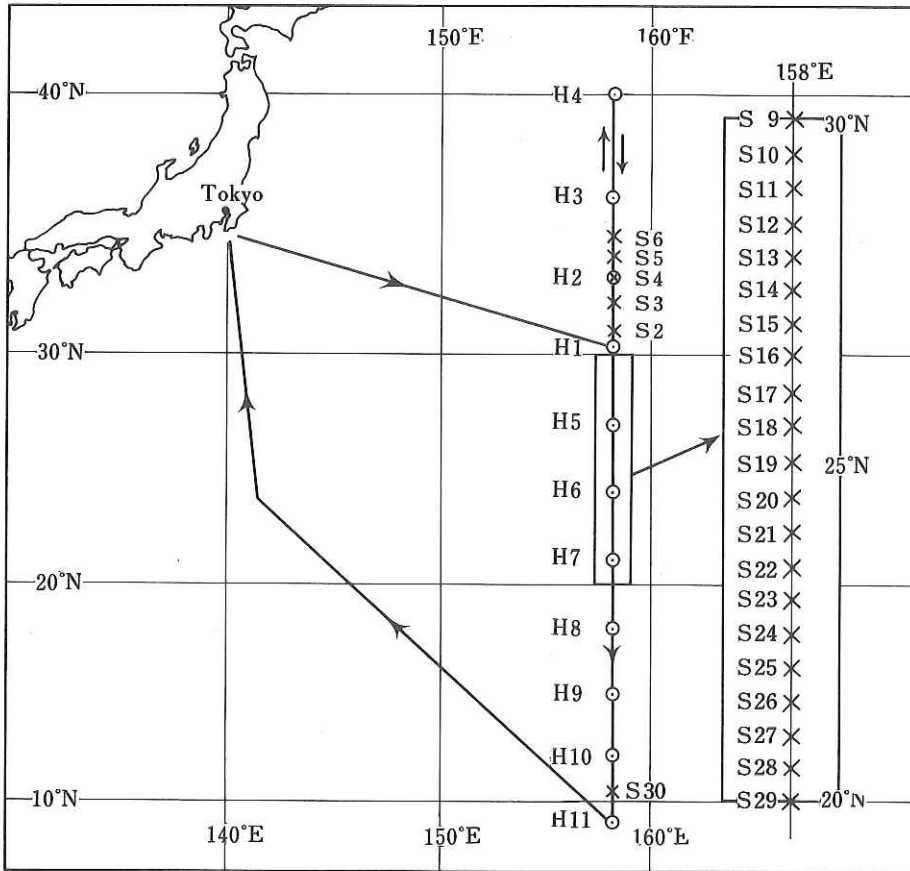 150°E
160°F
158°E
40°N
H4
S 9
30°N
S10
S11
H3
Tokyo
S12
S6
S5
S13
H2
S4
S14
S3
S2
S15
30°N
H1
S16
S17
H5
S18
S19
25°N
H6
S20
S21
H7
S22
20°N
S23
H8
S24
S25
H9
S26
S27
H10
S28
S30
10°N
S29
20°N
H11
140°E
150°E
160°E